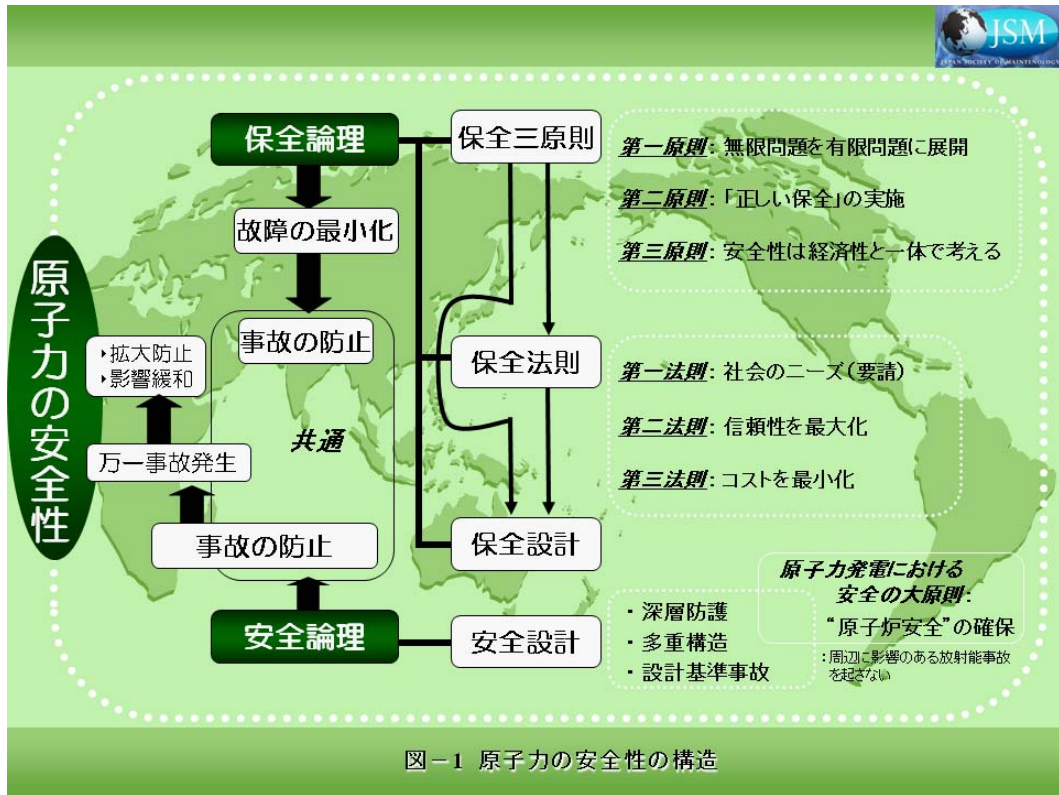 JSM
JAPAN SOCIETY OF MAINTENOLOGY
保全論理
保全三原則
第一原則: 無限問題を有限問題に展開
第二原則: 「正しい保全」の実施
第三原則: 安全性は経済性と一体で考える
故障の最小化
原子力の安全性
事故の防止
‣拡大防止
‣影響緩和
共通
万一事故発生
事故の防止
保全法則
第一法則: 社会のニーズ(要請)
第二法則: 信頼性を最大化
第三法則: コストを最小化
保全設計
安全論理
安全設計
・深層防護
・多重構造
・設計基準事故
原子力発電における
安全の大原則:
“原子炉安全”の確保
:周辺に影響のある放射能事故
を起さない
図－1 原子力の安全性の構造